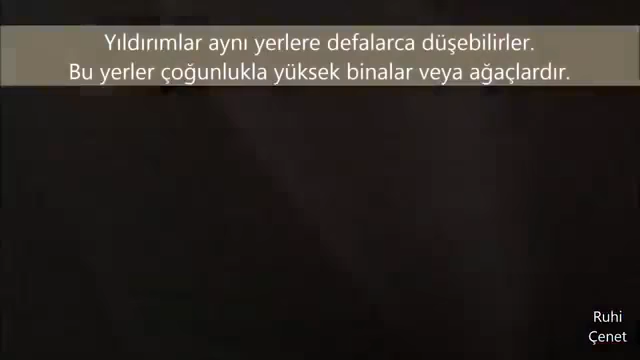 Yıldırımlar aynı yerlere defalarca düşebilirler.
Bu yerler çoğunlukla yüksek binalar veya ağaçlardır.
Ruhi
Çenet